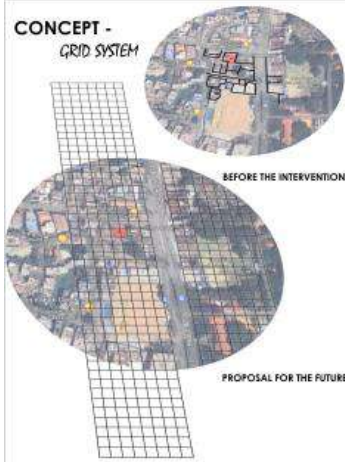 CONCEPT -
GRID SYSTEM
BEFORE THE INTERVENTION
PROPOSAL FOR THE FUTURE